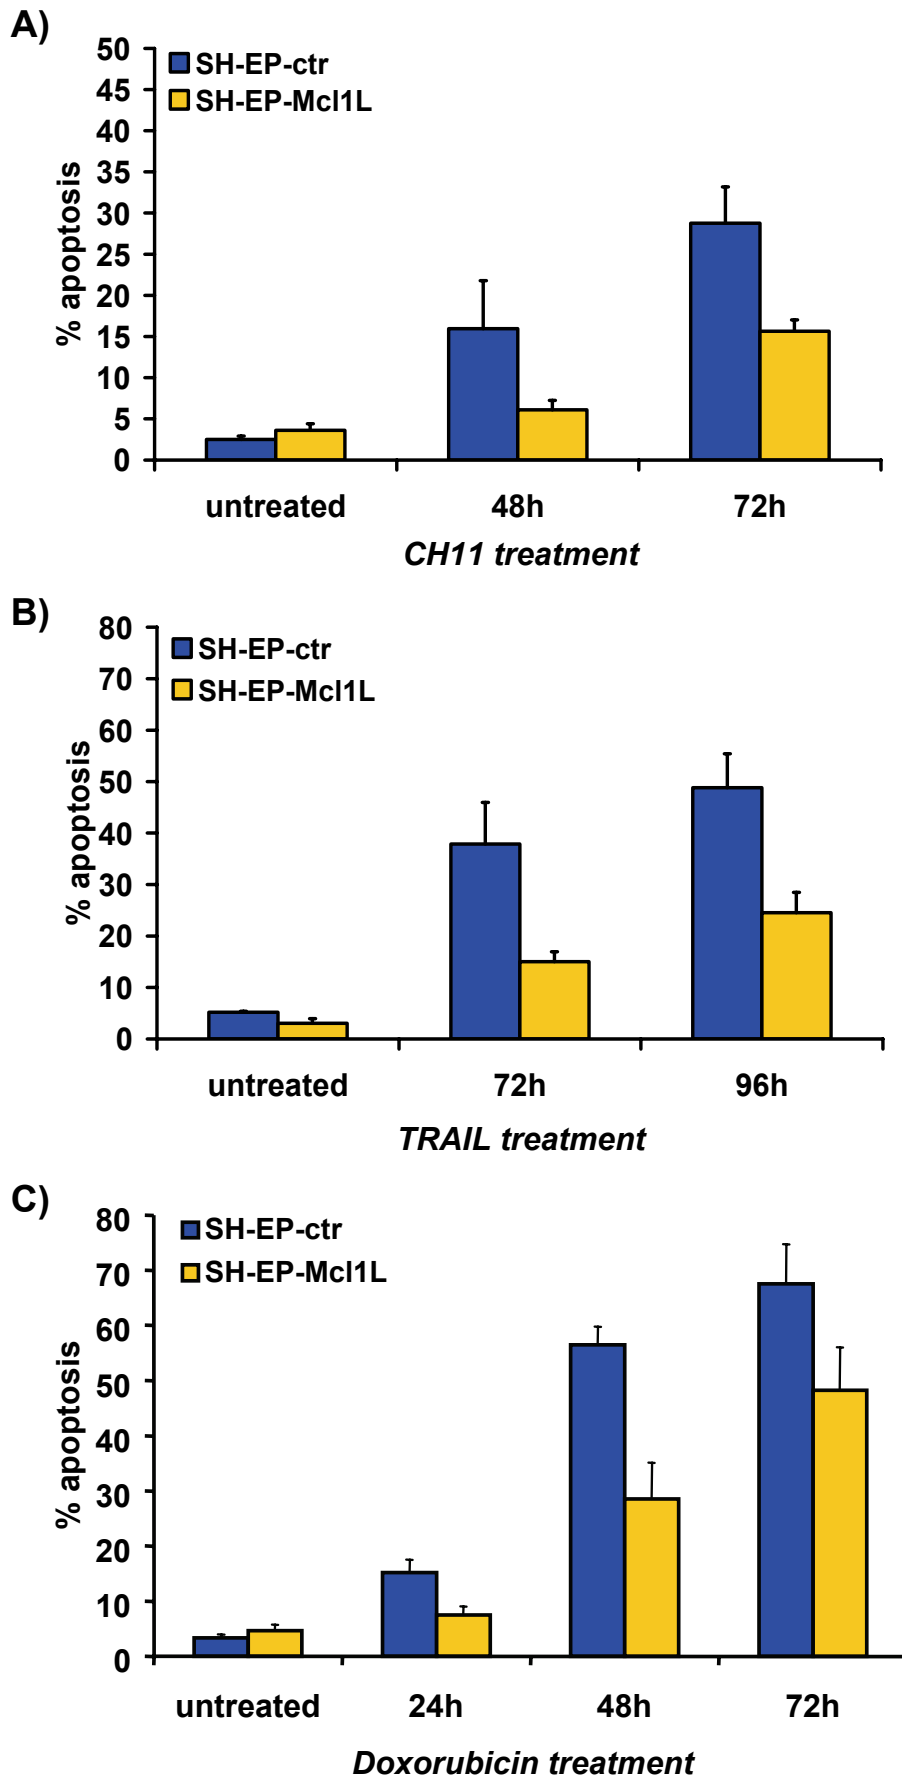 A)
50
45
40
35
30
25
20
15
10
5
0
% apoptosis
SH-EP-ctr
SH-EP-Mcl1L
untreated 48h 72h
CH11 treatment
B)
80
70
60
50
40
30
20
10
0
% apoptosis
SH-EP-ctr
SH-EP-Mcl1L
untreated 72h 96h
TRAIL treatment
C)
80
70
60
50
40
30
20
10
0
% apoptosis
SH-EP-ctr
SH-EP-Mcl1L
untreated 24h 48h 72h
Doxorubicin treatment